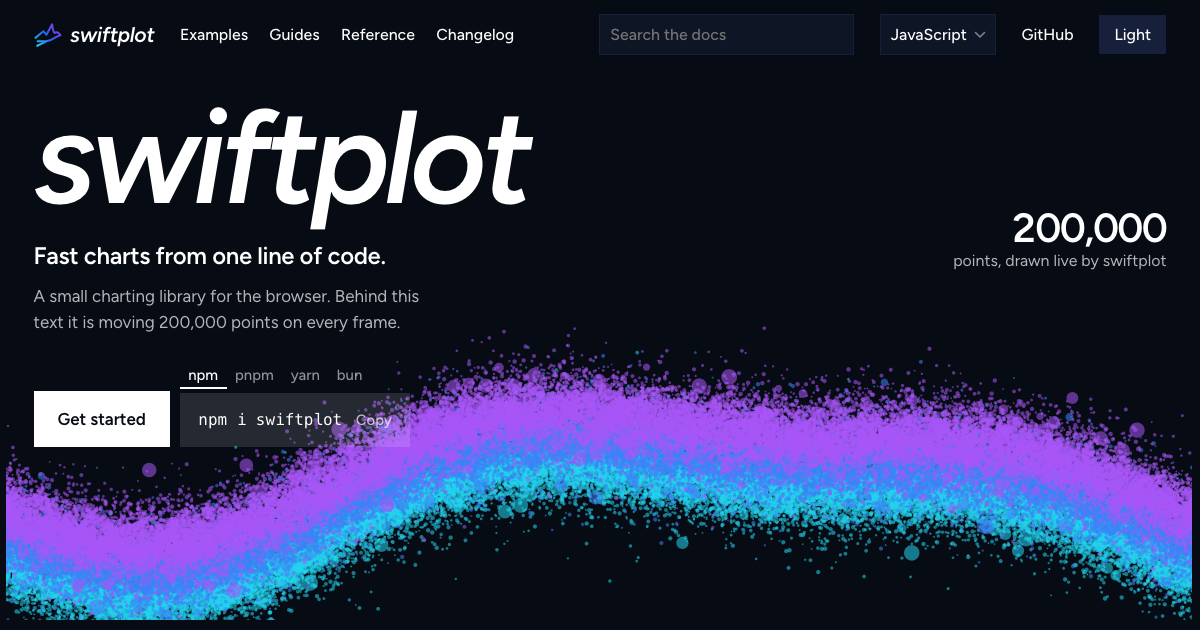 swiftplot Examples Guides Reference Changelog Search the docs JavaScript GitHub Light
swiftplot
200,000
points, drawn live by swiftplot
Fast charts from one line of code.
A small charting library for the browser. Behind this
text it is moving 200,000 points on every frame.
npm pnpm yarn bun
Get started npm i swiftplot Copy